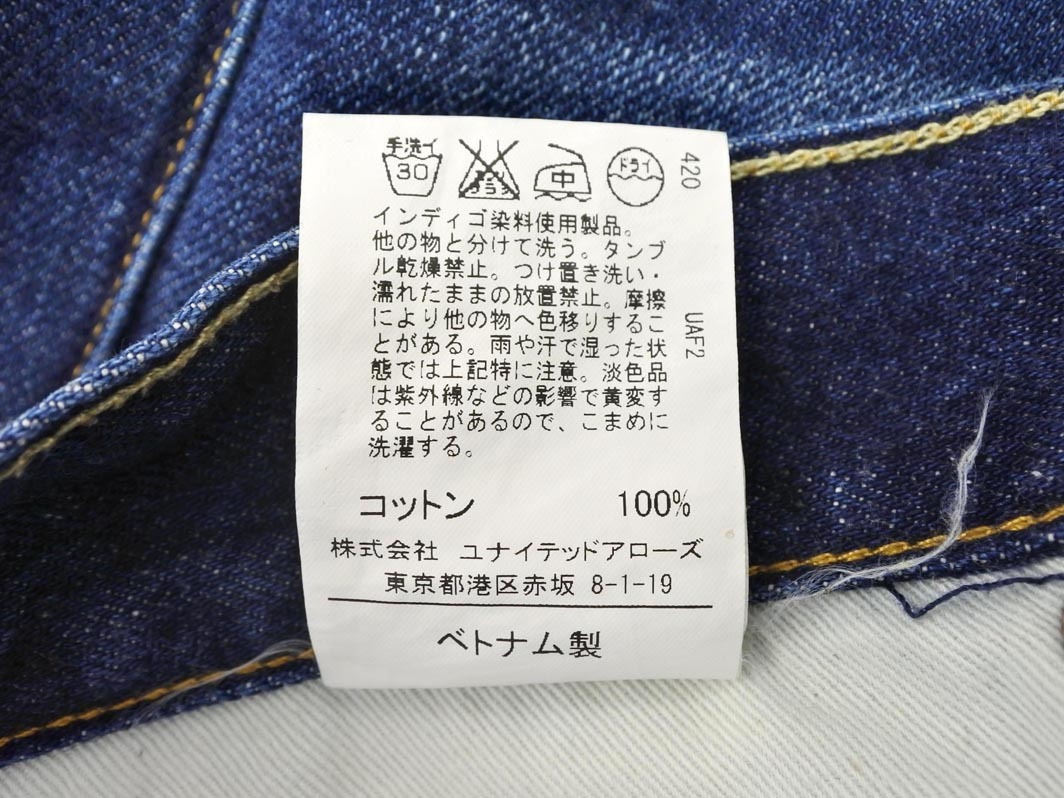 手洗イ
30 エンソサラシ 中 ドライ
インディゴ染料使用製品。
他の物と分けて洗う。タンブ
ル乾燥禁止。つけ置き洗い・
濡れたままの放置禁止。摩擦
により他の物へ色移りするこ
とがある。雨や汗で湿った状
態では上記特に注意。淡色品
は紫外線などの影響で黄変す
ることがあるので、こまめに
洗濯する。
コットン 100%
株式会社 ユナイテッドアローズ
東京都港区赤坂 8-1-19
ベトナム製
420
UAF2